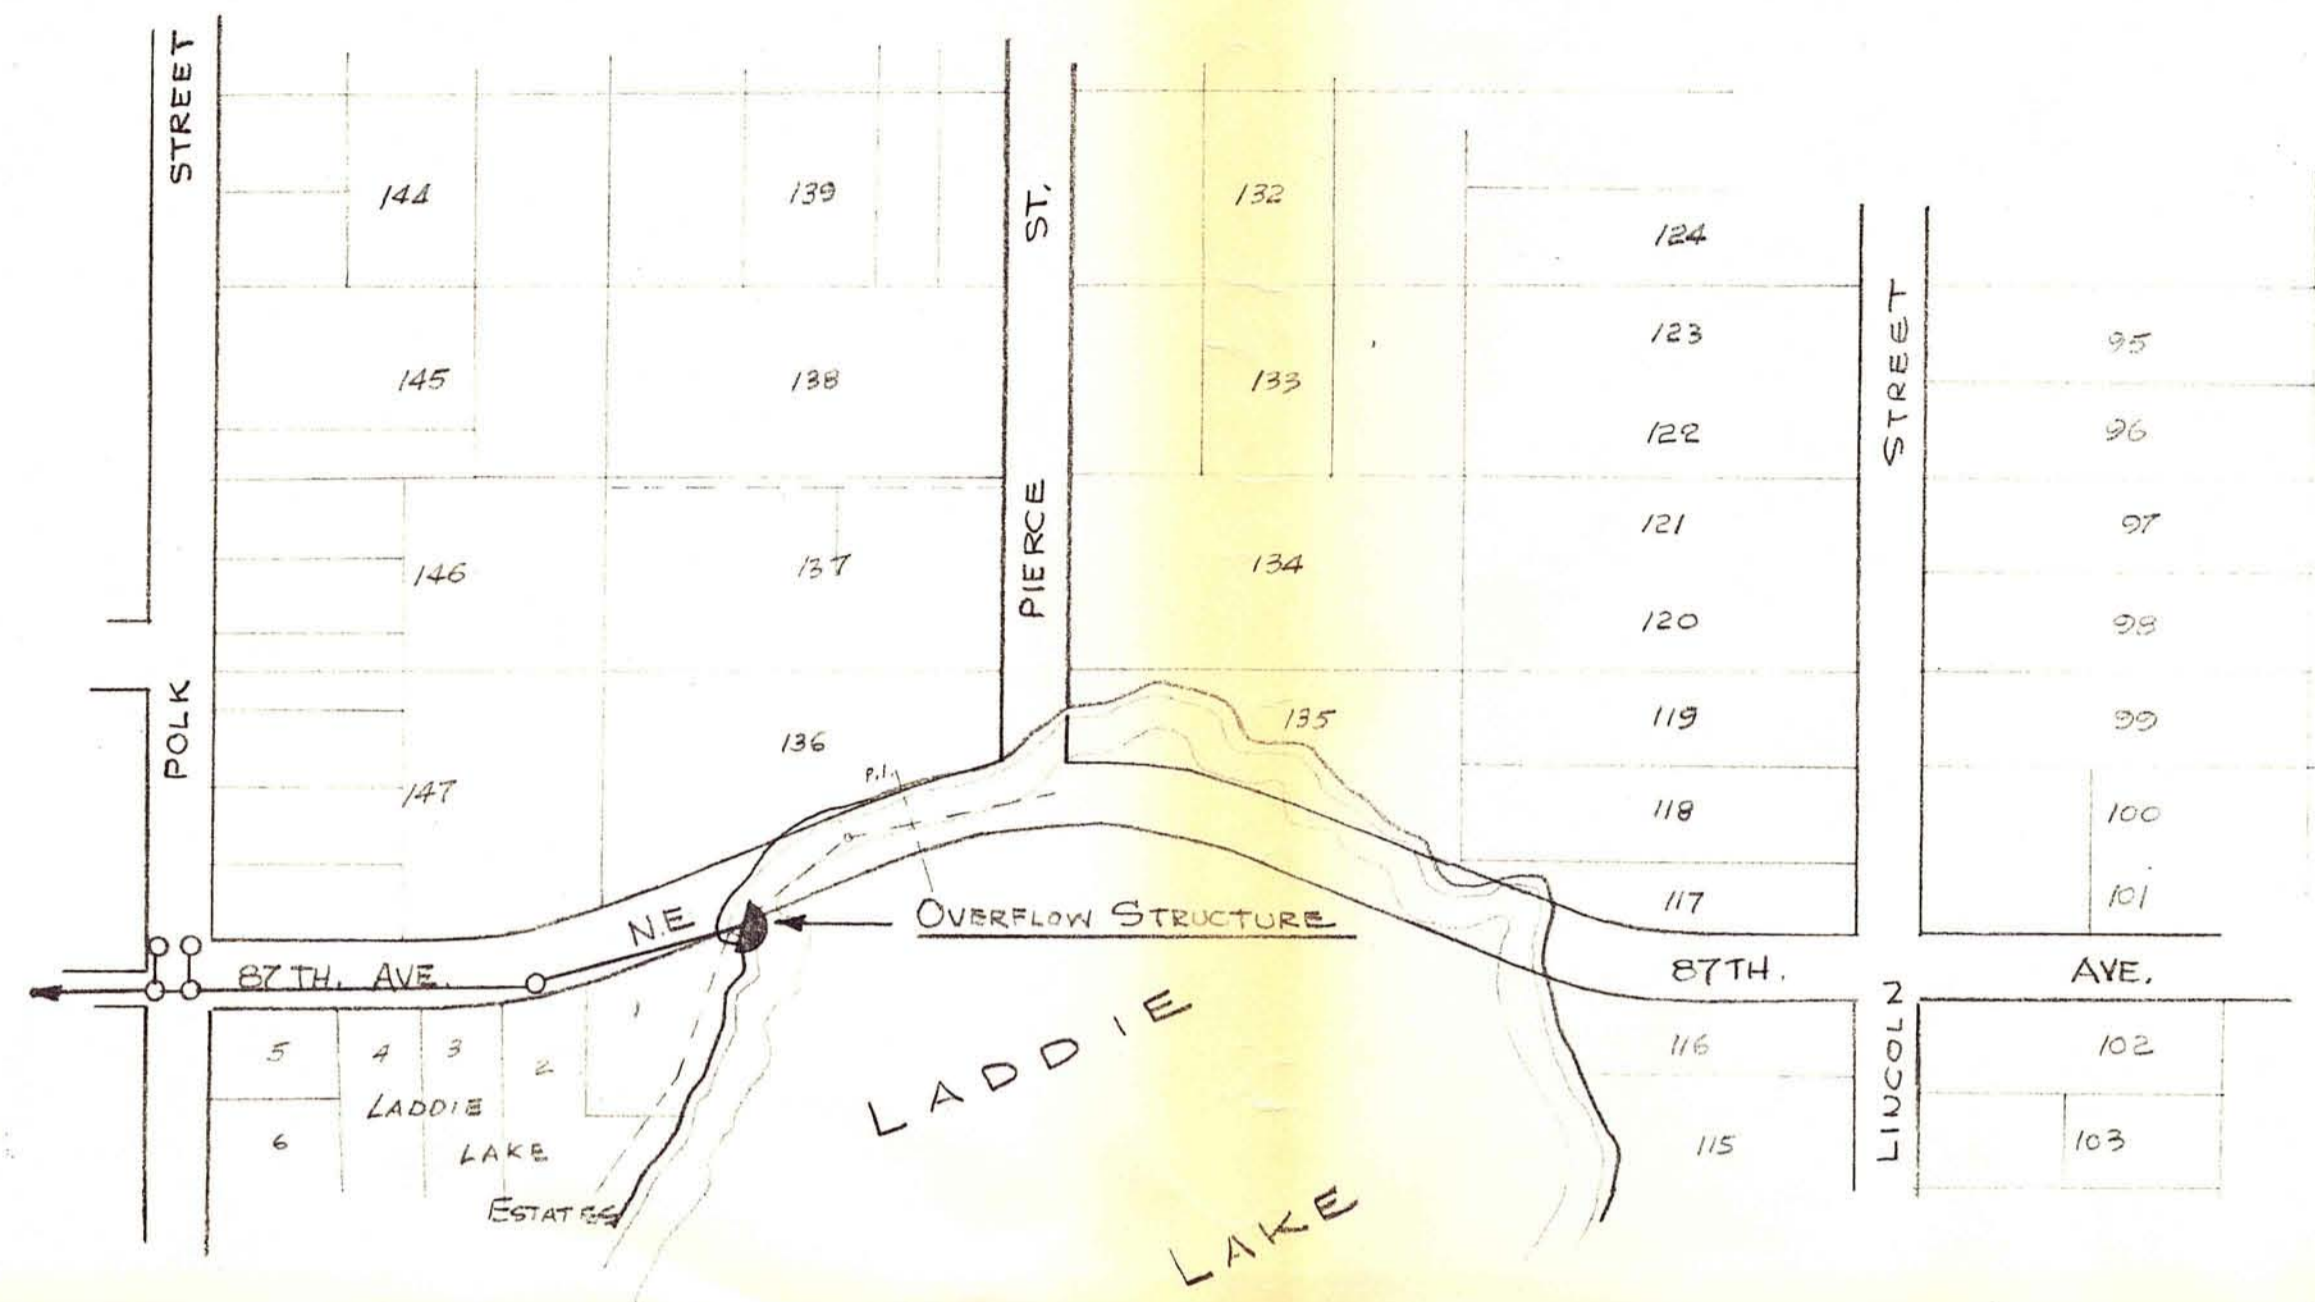 STREET
144
139
ST.
132
124
123
STREET
95
145
138
133
122
96
PIERCE
121
97
146
137
134
120
98
POLK
136
135
119
99
P.I.
147
118
100
117
101
N.E
OVERFLOW STRUCTURE
87TH. AVE.
87TH.
AVE.
1
5
4
3
2
LADDIE
LAKE
ESTATES
6
LADDIE
LAKE
116
115
LINCOLN
102
103